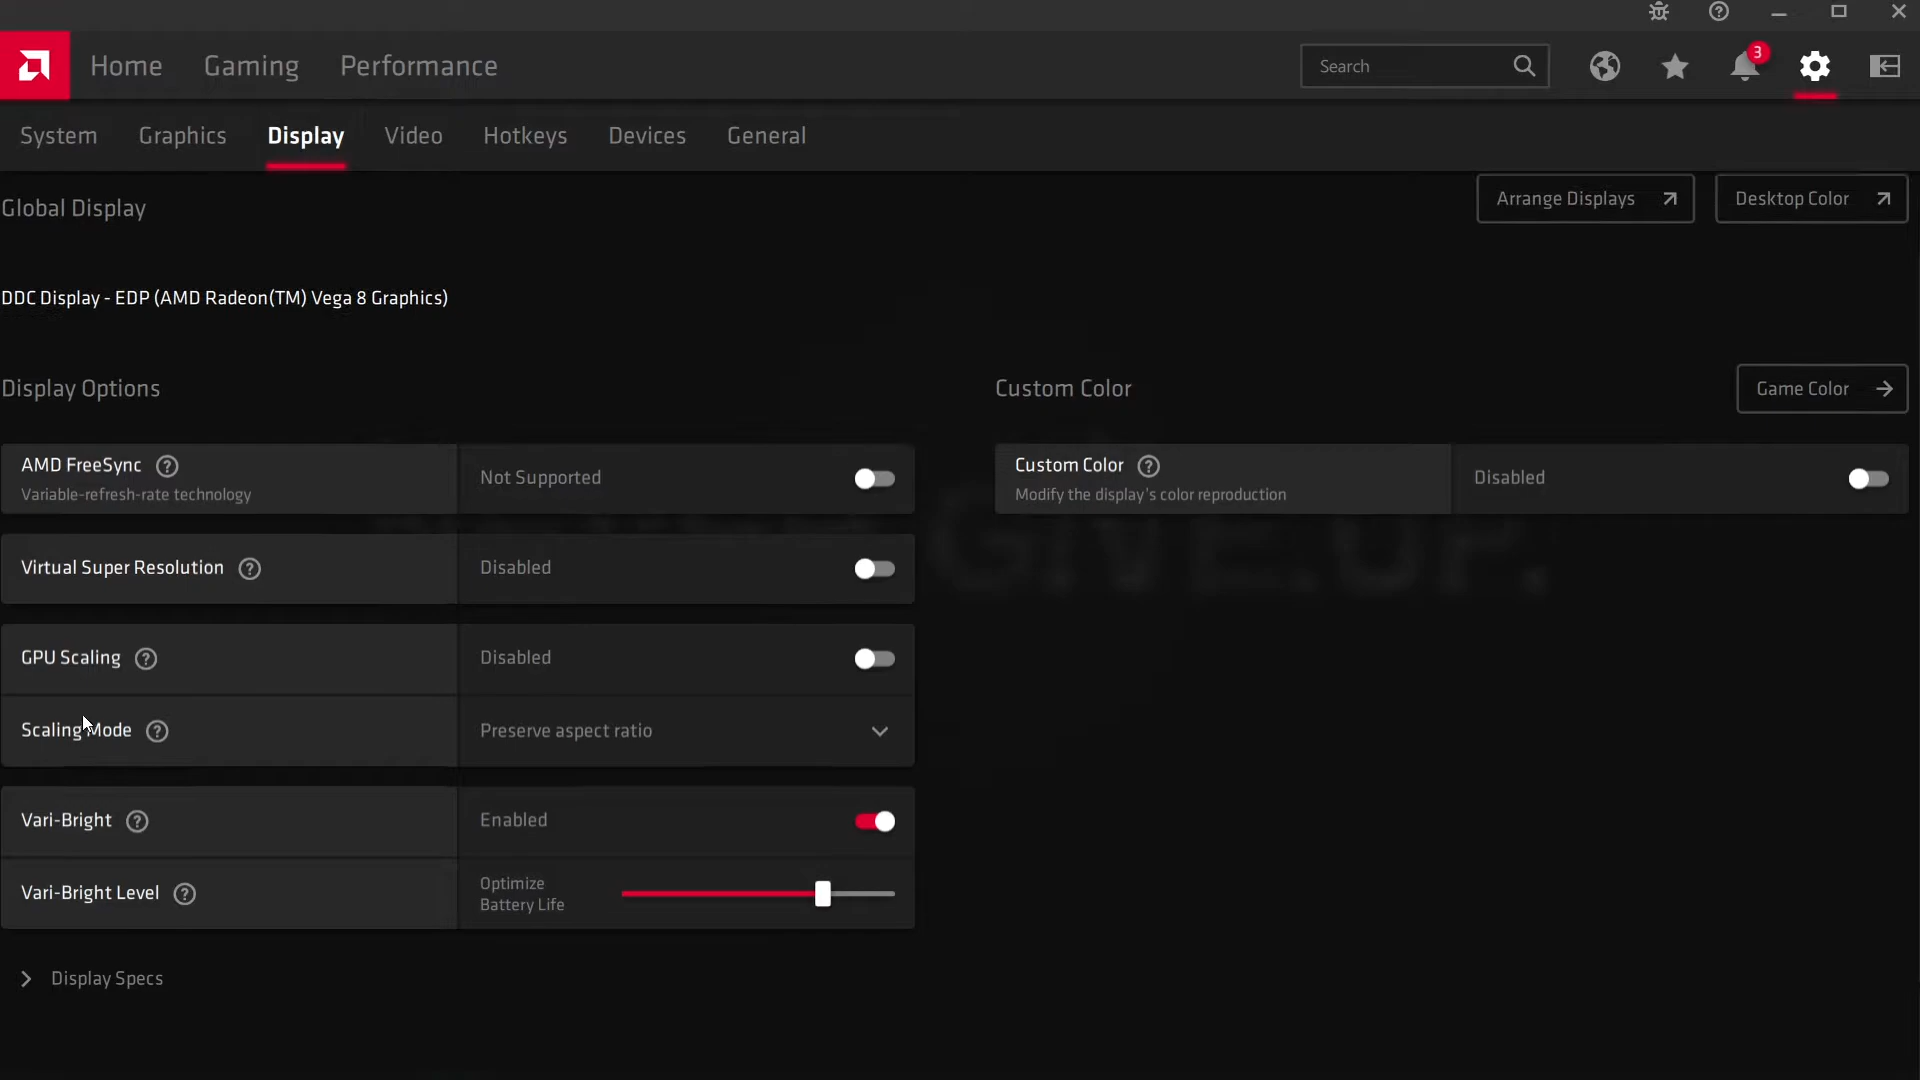 Home Gaming Performance Search 3
System Graphics Display Video Hotkeys Devices General
Global Display Arrange Displays Desktop Color
DDC Display - EDP (AMD Radeon(TM) Vega 8 Graphics)
Display Options
AMD FreeSync
Variable-refresh-rate technology
Not Supported
Virtual Super Resolution Disabled
GPU Scaling Disabled
Scaling Mode Preserve aspect ratio
Vari-Bright Enabled
Vari-Bright Level Optimize
Battery Life
Display Specs
Custom Color Game Color
Custom Color
Modify the display's color reproduction
Disabled
GIVE.UP.